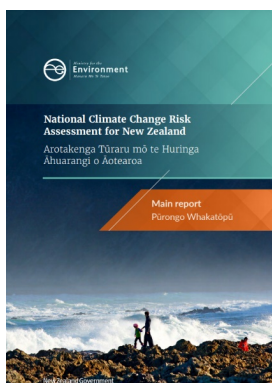 Ministry for the
Environment
Manatū Mō Te Taiao
National Climate Change Risk
Assessment for New Zealand
Arotakenga Tūraru mō te Huringa
Āhuarangi o Āotearoa
Main report
Pūrongo Whakatōpū
New Zealand Government